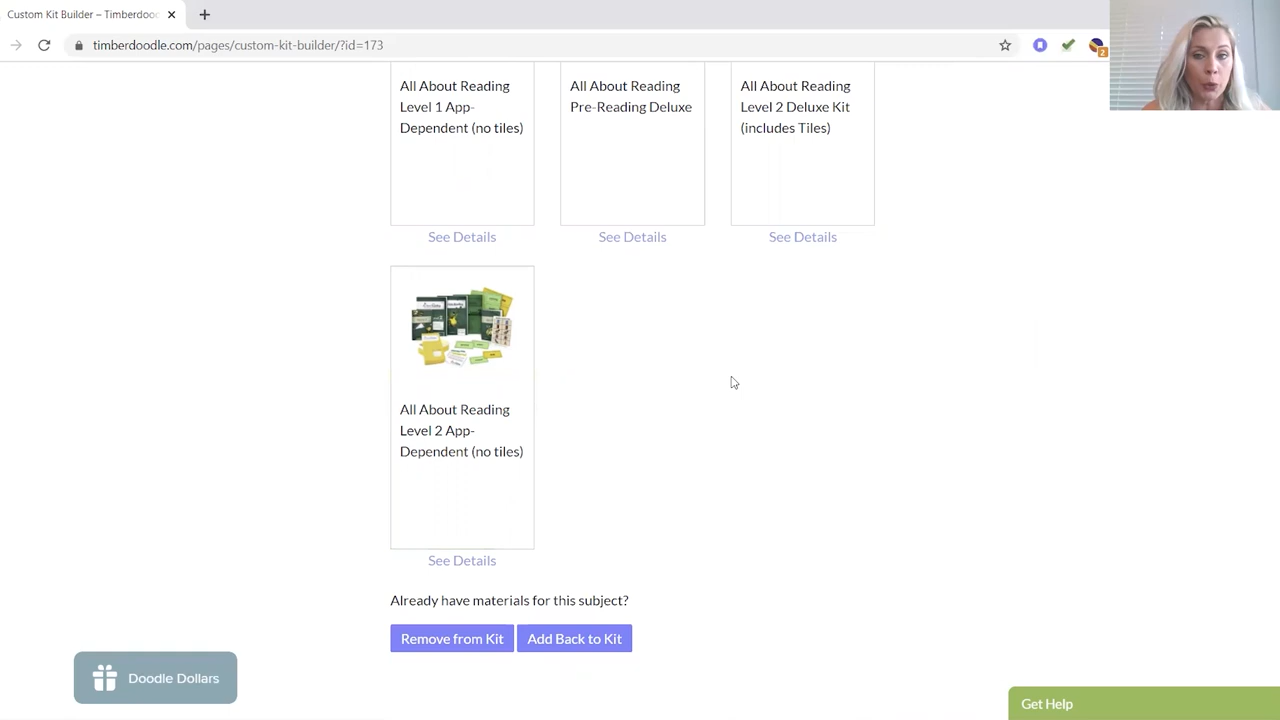 Custom Kit Builder – Timberdoo
timberdoodle.com/pages/custom-kit-builder/?id=173
2
All About Reading
Level 1 App-
Dependent (no tiles)
See Details
All About Reading
Pre-Reading Deluxe
See Details
All About Reading
Level 2 Deluxe Kit
(includes Tiles)
See Details
All About Reading
Level 2 App-
Dependent (no tiles)
See Details
Already have materials for this subject?
Remove from Kit
Add Back to Kit
Doodle Dollars
Get Help